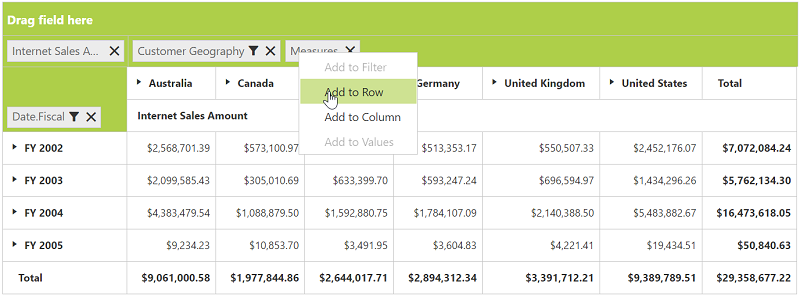 Drag field here
Internet Sales A... Customer Geography Measures
Add to Filter
Add to Row
Add to Column
Add to Values
Australia Canada Germany United Kingdom United States Total
Date.Fiscal Internet Sales Amount
FY 2002 $2,568,701.39 $573,100.97 $513,353.17 $550,507.33 $2,452,176.07 $7,072,084.24
FY 2003 $2,099,585.43 $305,010.69 $633,399.70 $593,247.24 $696,594.97 $1,434,296.26 $5,762,134.30
FY 2004 $4,383,479.54 $1,088,879.50 $1,592,880.75 $1,784,107.09 $2,140,388.50 $5,483,882.67 $16,473,618.05
FY 2005 $9,234.23 $10,853.70 $3,491.95 $3,604.83 $4,221.41 $19,434.51 $50,840.63
Total $9,061,000.58 $1,977,844.86 $2,644,017.71 $2,894,312.34 $3,391,712.21 $9,389,789.51 $29,358,677.22